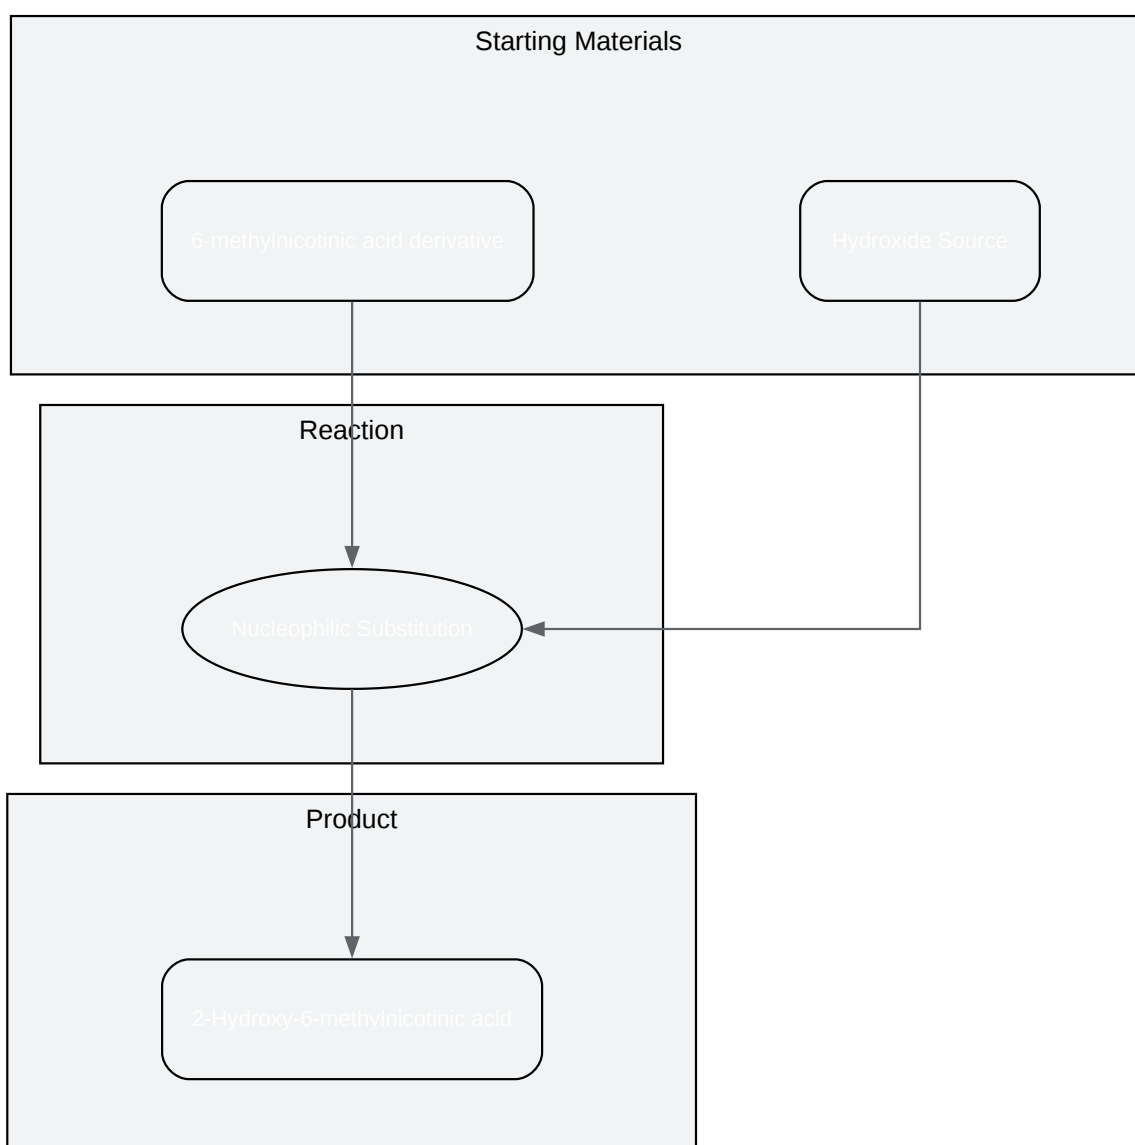 Starting Materials
6-methylnicotinic acid derivative
Hydroxide Source
Reaction
Nucleophilic Substitution
Product
2-Hydroxy-6-methylnicotinic acid